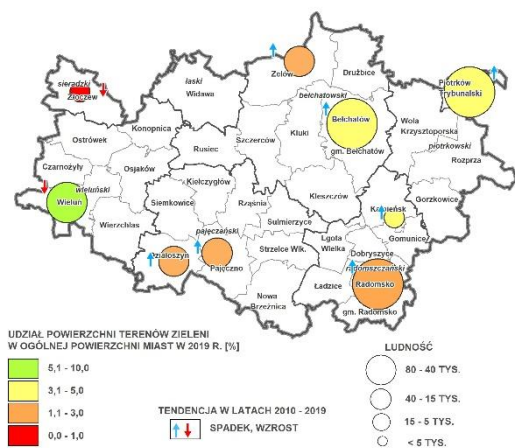 Zelów
Drużbice
sieradzki
Złoczew
łaski
Widawa
bełchatowski
Piotrków
Trybunalski
Konopnica
Bełchatów
Wola
Krzysztoporska
Ostrówek
Rusiec
Szczerców
Kluki
gm. Bełchatów
piotrkowski
Rozprza
Czarnożyły
Osjaków
Kiełczygłów
wieluński
Wieluń
Siemkowice
Rząśnia
Kleszczów
Kamieńsk
Gorzkowice
Wierzchlas
pajęczański
Sulmierzyce
Gomunice
Działoszyn
Pajęczno
Strzelce Wlk.
Lgota
Wielka
Dobryszyce
radomszczański
Ładzice
Radomsko
Nowa
Brzeźnica
gm. Radomsko
UDZIAŁ POWIERZCHNI TERENÓW ZIELENI
W OGÓLNEJ POWIERZCHNI MIAST W 2019 R. [%]
5,1 - 10,0
3,1 - 5,0
1,1 - 3,0
0,0 - 1,0
TENDENCJA W LATACH 2010 - 2019
SPADEK, WZROST
LUDNOŚĆ
80 - 40 TYS.
40 - 15 TYS.
15 - 5 TYS.
< 5 TYS.